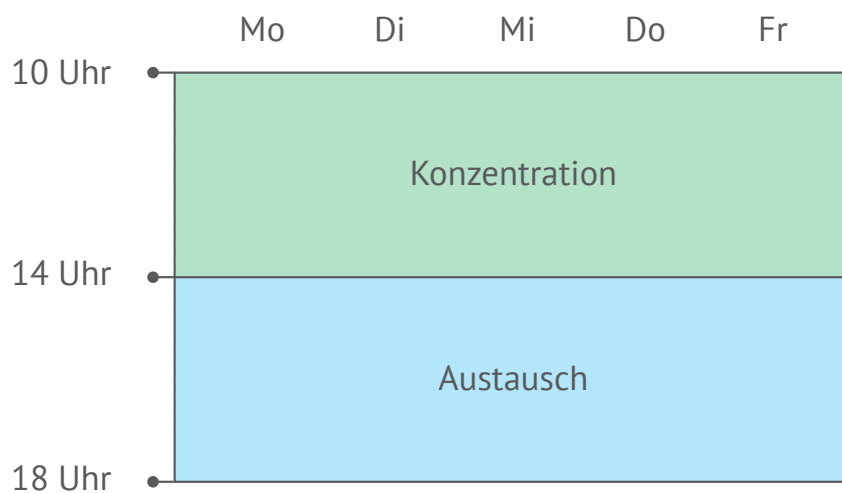 Mo Di Mi Do Fr
10 Uhr
Konzentration
14 Uhr
Austausch
18 Uhr